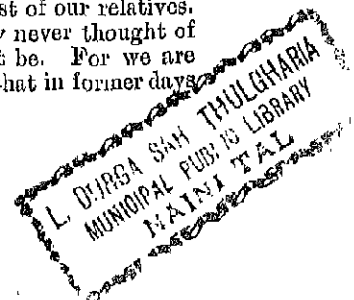 st of our relatives.
never thought of
be. For we are
hat in former days
L. DURGA SAH THULGHARIA
MUNICIPAL PUBLIC LIBRARY
NAINI TAL